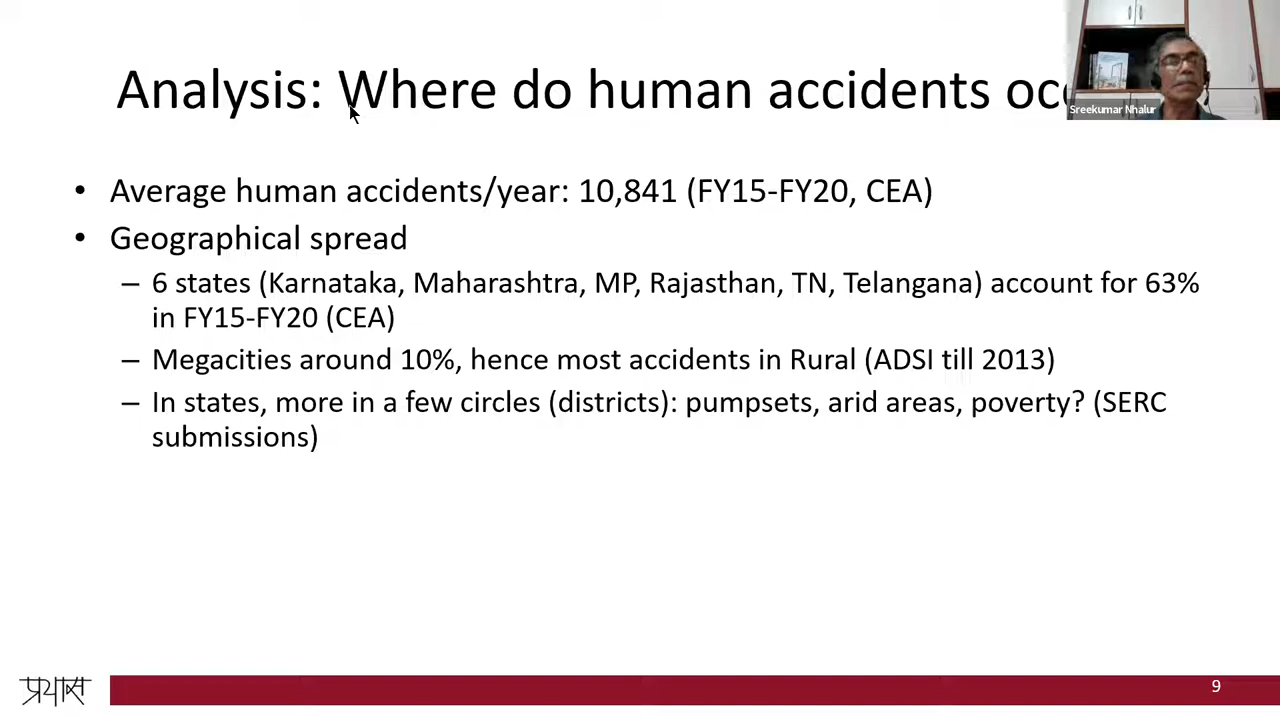 Analysis: Where do human accidents
Sreekumar Nhalur
• Average human accidents/year: 10,841 (FY15-FY20, CEA)
• Geographical spread
– 6 states (Karnataka, Maharashtra, MP, Rajasthan, TN, Telangana) account for 63%
in FY15-FY20 (CEA)
– Megacities around 10%, hence most accidents in Rural (ADSI till 2013)
– In states, more in a few circles (districts): pumpsets, arid areas, poverty? (SERC
submissions)
प्रयास
9